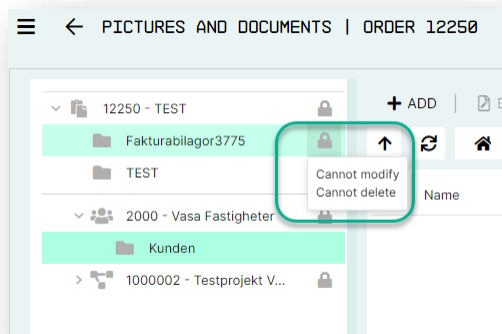 PICTURES AND DOCUMENTS | ORDER 12250
12250 - TEST
Fakturabilagor3775
TEST
2000 - Vasa Fastigheter
Kunden
1000002 - Testprojekt V...
+ ADD
Cannot modify
Cannot delete
Name